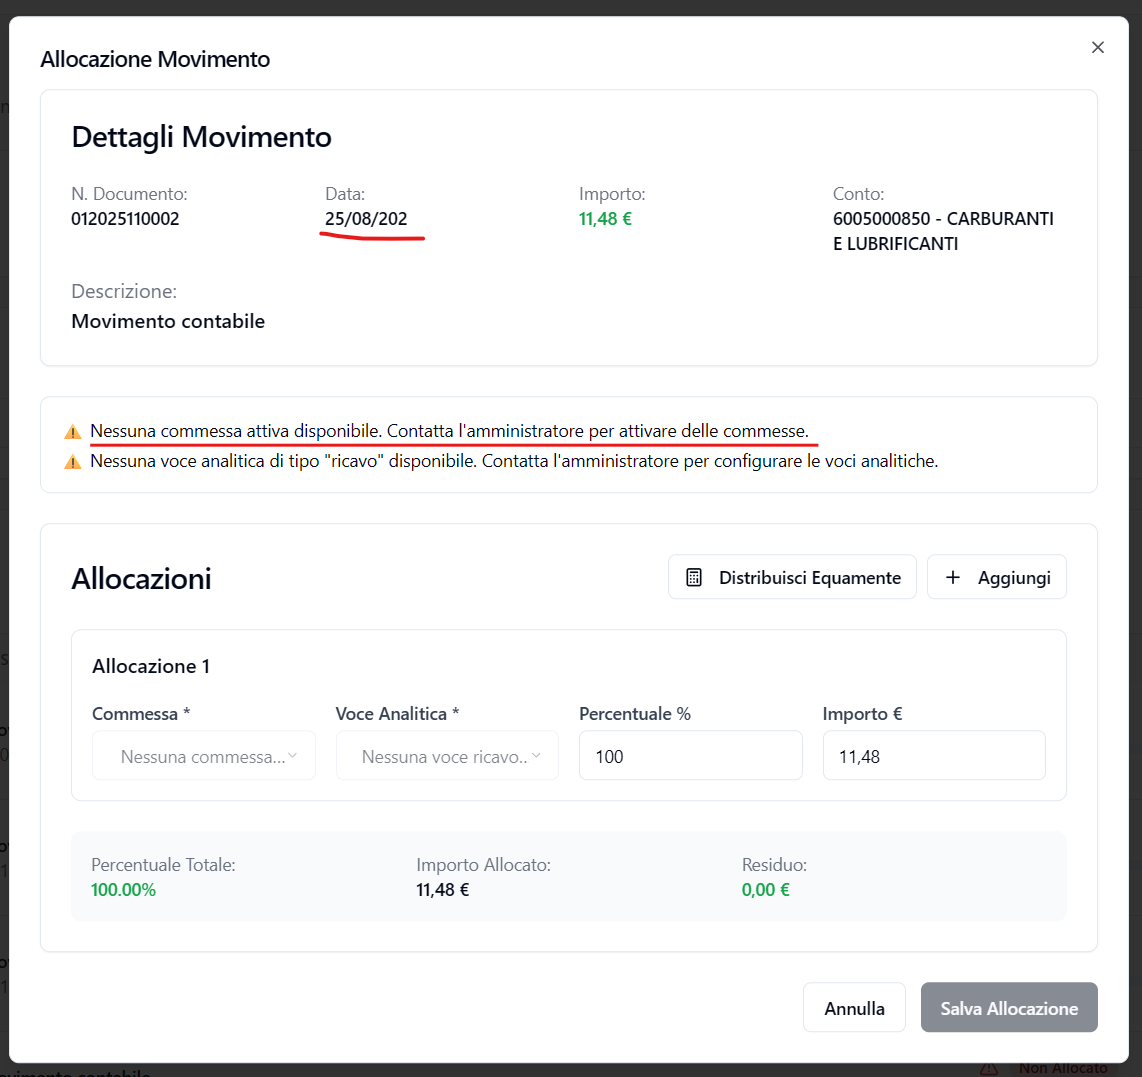 Allocazione Movimento
Dettagli Movimento
N. Documento:
012025110002
Data:
25/08/202
Importo:
11,48 €
Conto:
6005000850 - CARBURANTI
E LUBRIFICANTI
Descrizione:
Movimento contabile
Nessuna commessa attiva disponibile. Contatta l'amministratore per attivare delle commesse.
Nessuna voce analitica di tipo "ricavo" disponibile. Contatta l'amministratore per configurare le voci analitiche.
Allocazioni
Distribuisci Equamente
Aggiungi
Allocazione 1
Commessa *
Voce Analitica *
Percentuale %
Importo €
Nessuna commessa...
Nessuna voce ricavo..
100
11,48
Percentuale Totale:
100.00%
Importo Allocato:
11,48 €
Residuo:
0,00 €
Annulla
Salva Allocazione
Non Allocato